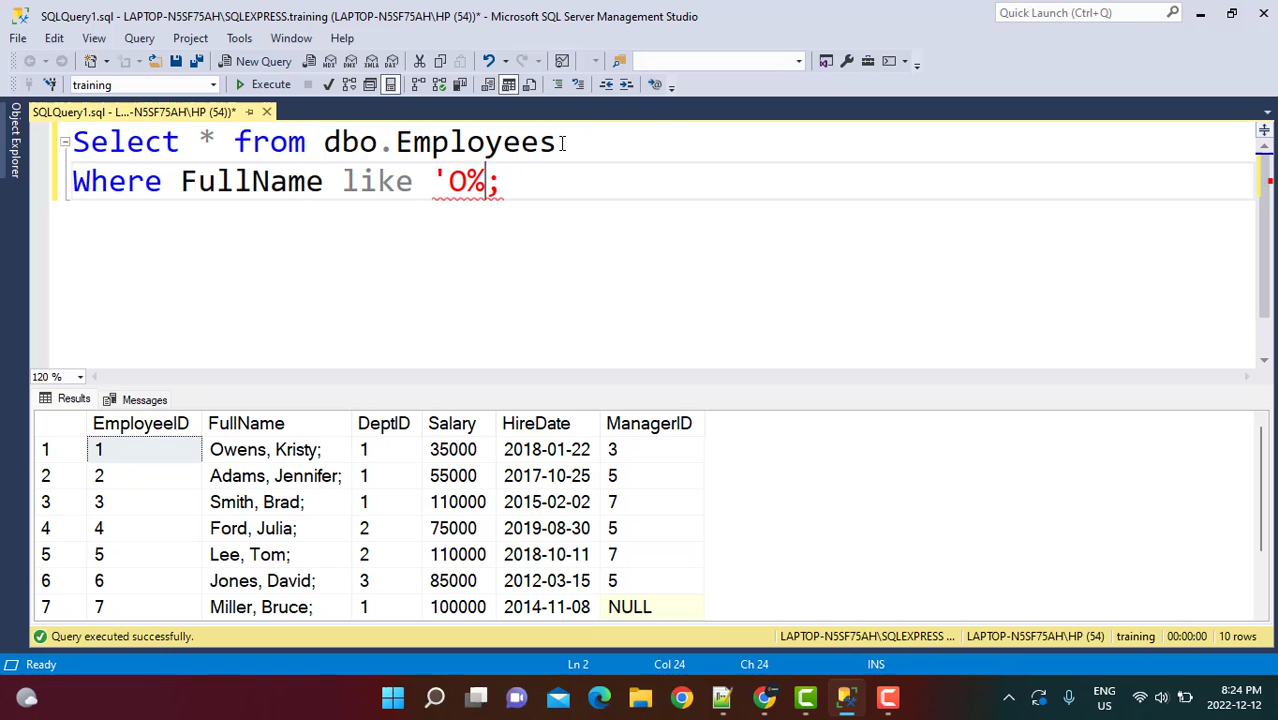 SQLQuery1.sql - LAPTOP-N5SF75AH\SQLEXPRESS.training (LAPTOP-N5SF75AH\HP (54))* - Microsoft SQL Server Management Studio
Quick Launch (Ctrl+Q)
File Edit View Query Project Tools Window Help
New Query
training Execute
SQLQuery1.sql - L...-N5SF75AH\HP (54))*
Object Explorer
Select * from dbo.Employees
Where FullName like 'O%;
120 %
Results Messages
EmployeeID FullName DeptID Salary HireDate ManagerID
1 1 Owens, Kristy; 1 35000 2018-01-22 3
2 2 Adams, Jennifer; 1 55000 2017-10-25 5
3 3 Smith, Brad; 1 110000 2015-02-02 7
4 4 Ford, Julia; 2 75000 2019-08-30 5
5 5 Lee, Tom; 2 110000 2018-10-11 7
6 6 Jones, David; 3 85000 2012-03-15 5
7 7 Miller, Bruce; 1 100000 2014-11-08 NULL
Query executed successfully. LAPTOP-N5SF75AH\SQLEXPRESS ... LAPTOP-N5SF75AH\HP (54) training 00:00:00 10 rows
Ready Ln 2 Col 24 Ch 24 INS
ENG 8:24 PM
POWE 2022-12-12